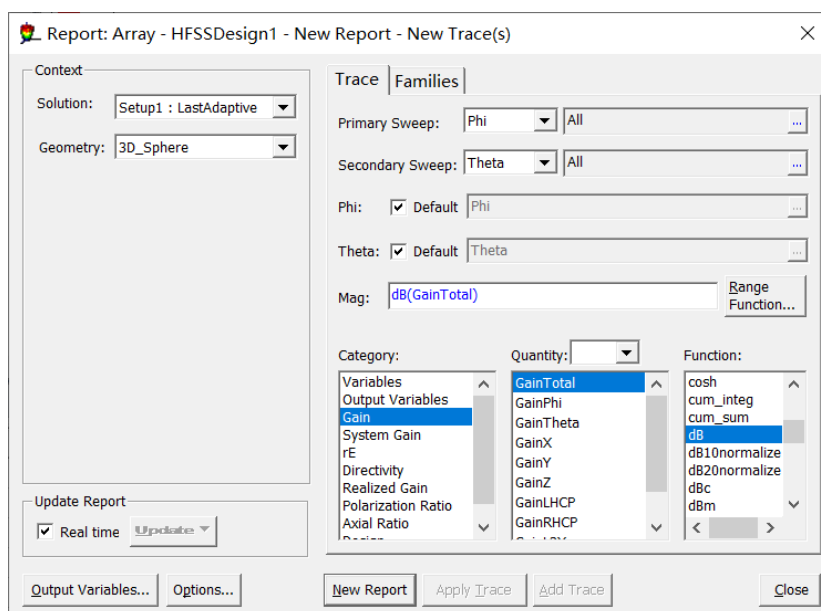 Report: Array - HFSSDesign1 - New Report - New Trace(s)
Context
Solution: Setup1 : LastAdaptive
Geometry: 3D_Sphere
Update Report
Real time Update
Trace Families
Primary Sweep: Phi All ...
Secondary Sweep: Theta All ...
Phi: Default Phi ...
Theta: Default Theta ...
Mag: dB(GainTotal) Range Function...
Category:
Variables
Output Variables
Gain
System Gain
rE
Directivity
Realized Gain
Polarization Ratio
Axial Ratio
Quantity:
GainTotal
GainPhi
GainTheta
GainX
GainY
GainZ
GainLHCP
GainRHCP
Function:
cosh
cum_integ
cum_sum
dB
dB10normalize
dB20normalize
dBc
dBm
Output Variables... Options... New Report Apply Trace Add Trace Close